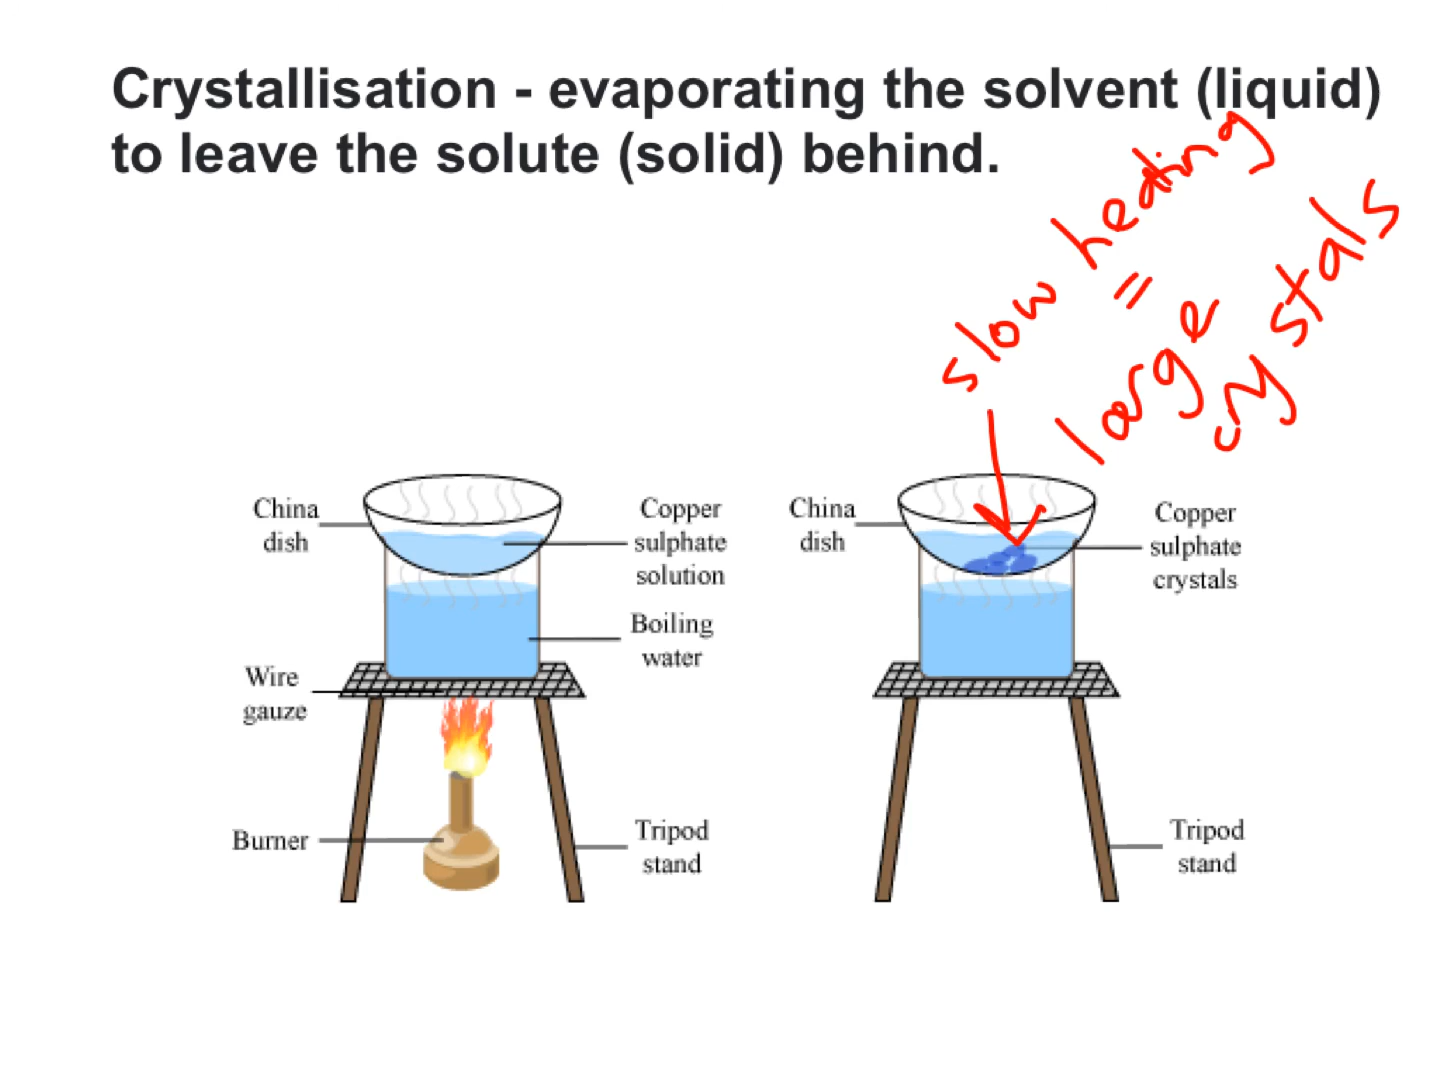 Crystallisation - evaporating the solvent (liquid)
to leave the solute (solid) behind.
slow heating
=
large
crystals
China
dish
Copper
sulphate
solution
Boiling
water
Wire
gauze
Burner
Tripod
stand
China
dish
Copper
sulphate
crystals
Tripod
stand